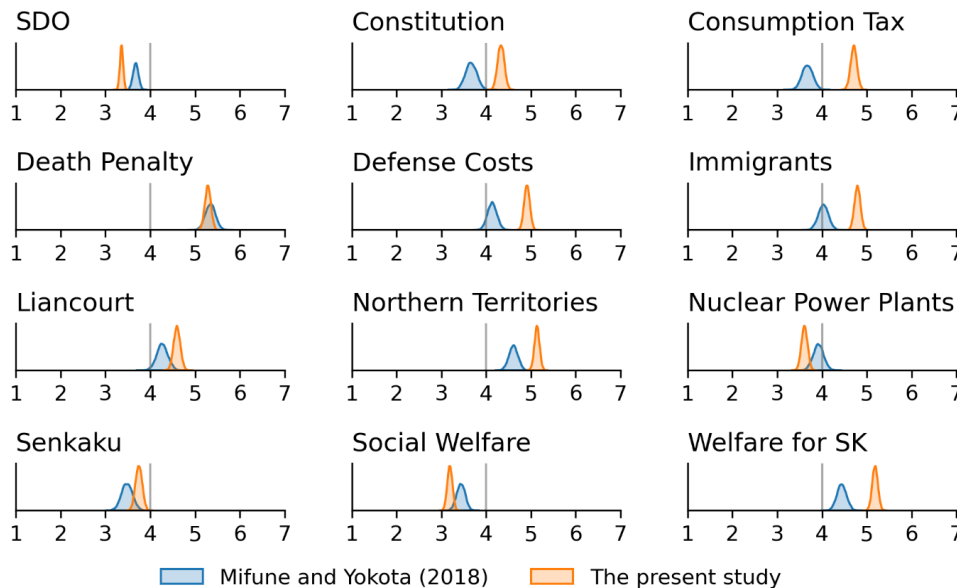 SDO Constitution Consumption Tax
1 2 3 4 5 6 7 1 2 3 4 5 6 7 1 2 3 4 5 6 7
Death Penalty Defense Costs Immigrants
1 2 3 4 5 6 7 1 2 3 4 5 6 7 1 2 3 4 5 6 7
Liancourt Northern Territories Nuclear Power Plants
1 2 3 4 5 6 7 1 2 3 4 5 6 7 1 2 3 4 5 6 7
Senkaku Social Welfare Welfare for SK
1 2 3 4 5 6 7 1 2 3 4 5 6 7 1 2 3 4 5 6 7
Mifune and Yokota (2018) The present study